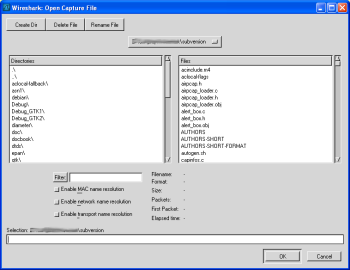 Wireshark: Open Capture File
Create Dir Delete File Rename File
\subversion
Directories
.\
..\
aclocal-fallback\
asn1\
debian\
Debug\
Debug_GTK1\
Debug_GTK2\
diameter\
doc\
docbook\
dtds\
epan\
gtk\
Files
acinclude.m4
aclocal-flags
airpcap.h
airpcap_loader.c
airpcap_loader.h
airpcap_loader.obj
alert_box.c
alert_box.h
alert_box.obj
AUTHORS
AUTHORS-SHORT
AUTHORS-SHORT-FORMAT
autogen.sh
capinfos.c
Filter:
Enable MAC name resolution
Enable network name resolution
Enable transport name resolution
Filename: -
Format: -
Size: -
Packets: -
First Packet: -
Elapsed time: -
Selection: \subversion
OK Cancel